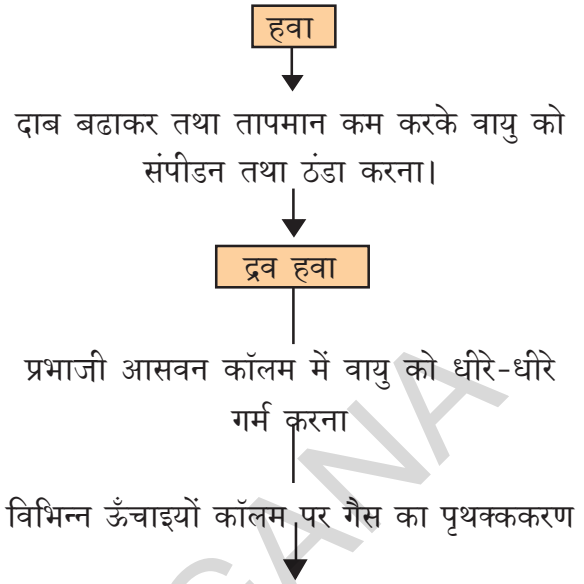 हवा
दाब बढाकर तथा तापमान कम करके वायु को
संपीडन तथा ठंडा करना।
द्रव हवा
प्रभाजी आसवन कॉलम में वायु को धीरे-धीरे
गर्म करना
विभिन्न ऊँचाइयों कॉलम पर गैस का पृथक्ककरण
GANA